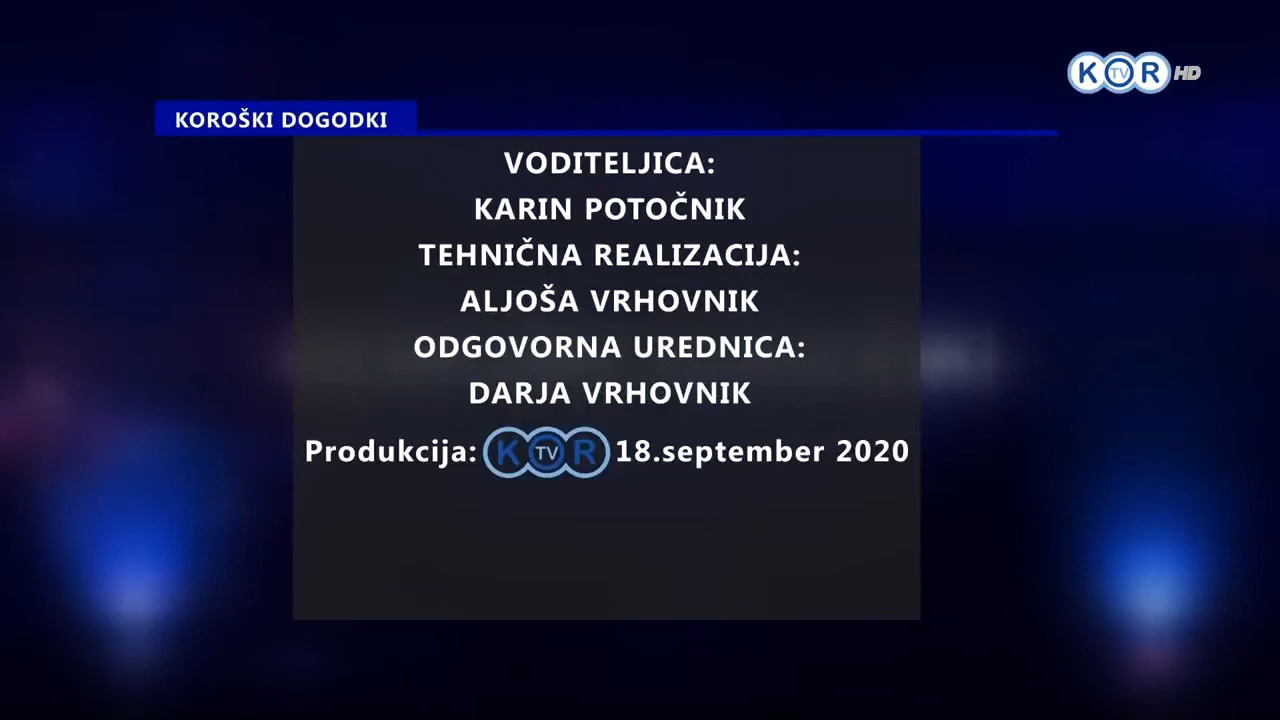 KOR TV HD
KOROŠKI DOGODKI
VODITELJICA:
KARIN POTOČNIK
TEHNIČNA REALIZACIJA:
ALJOŠA VRHOVNIK
ODGOVORNA UREDNICA:
DARJA VRHOVNIK
Produkcija: KOR TV 18.september 2020